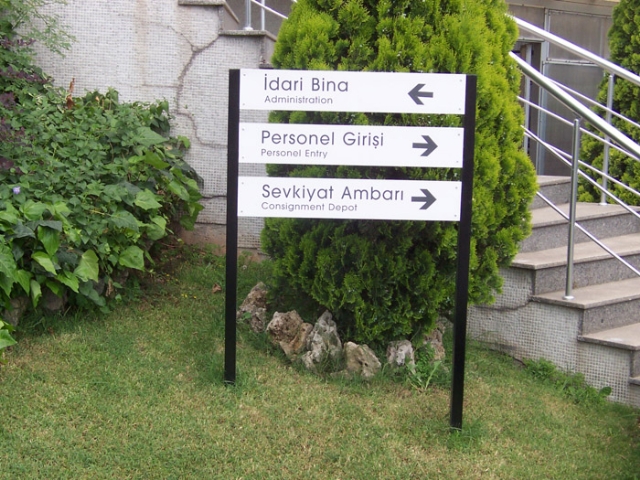 İdari Bina
Administration
Personel Girişi
Personel Entry
Sevkiyat Ambarı
Consignment Depot